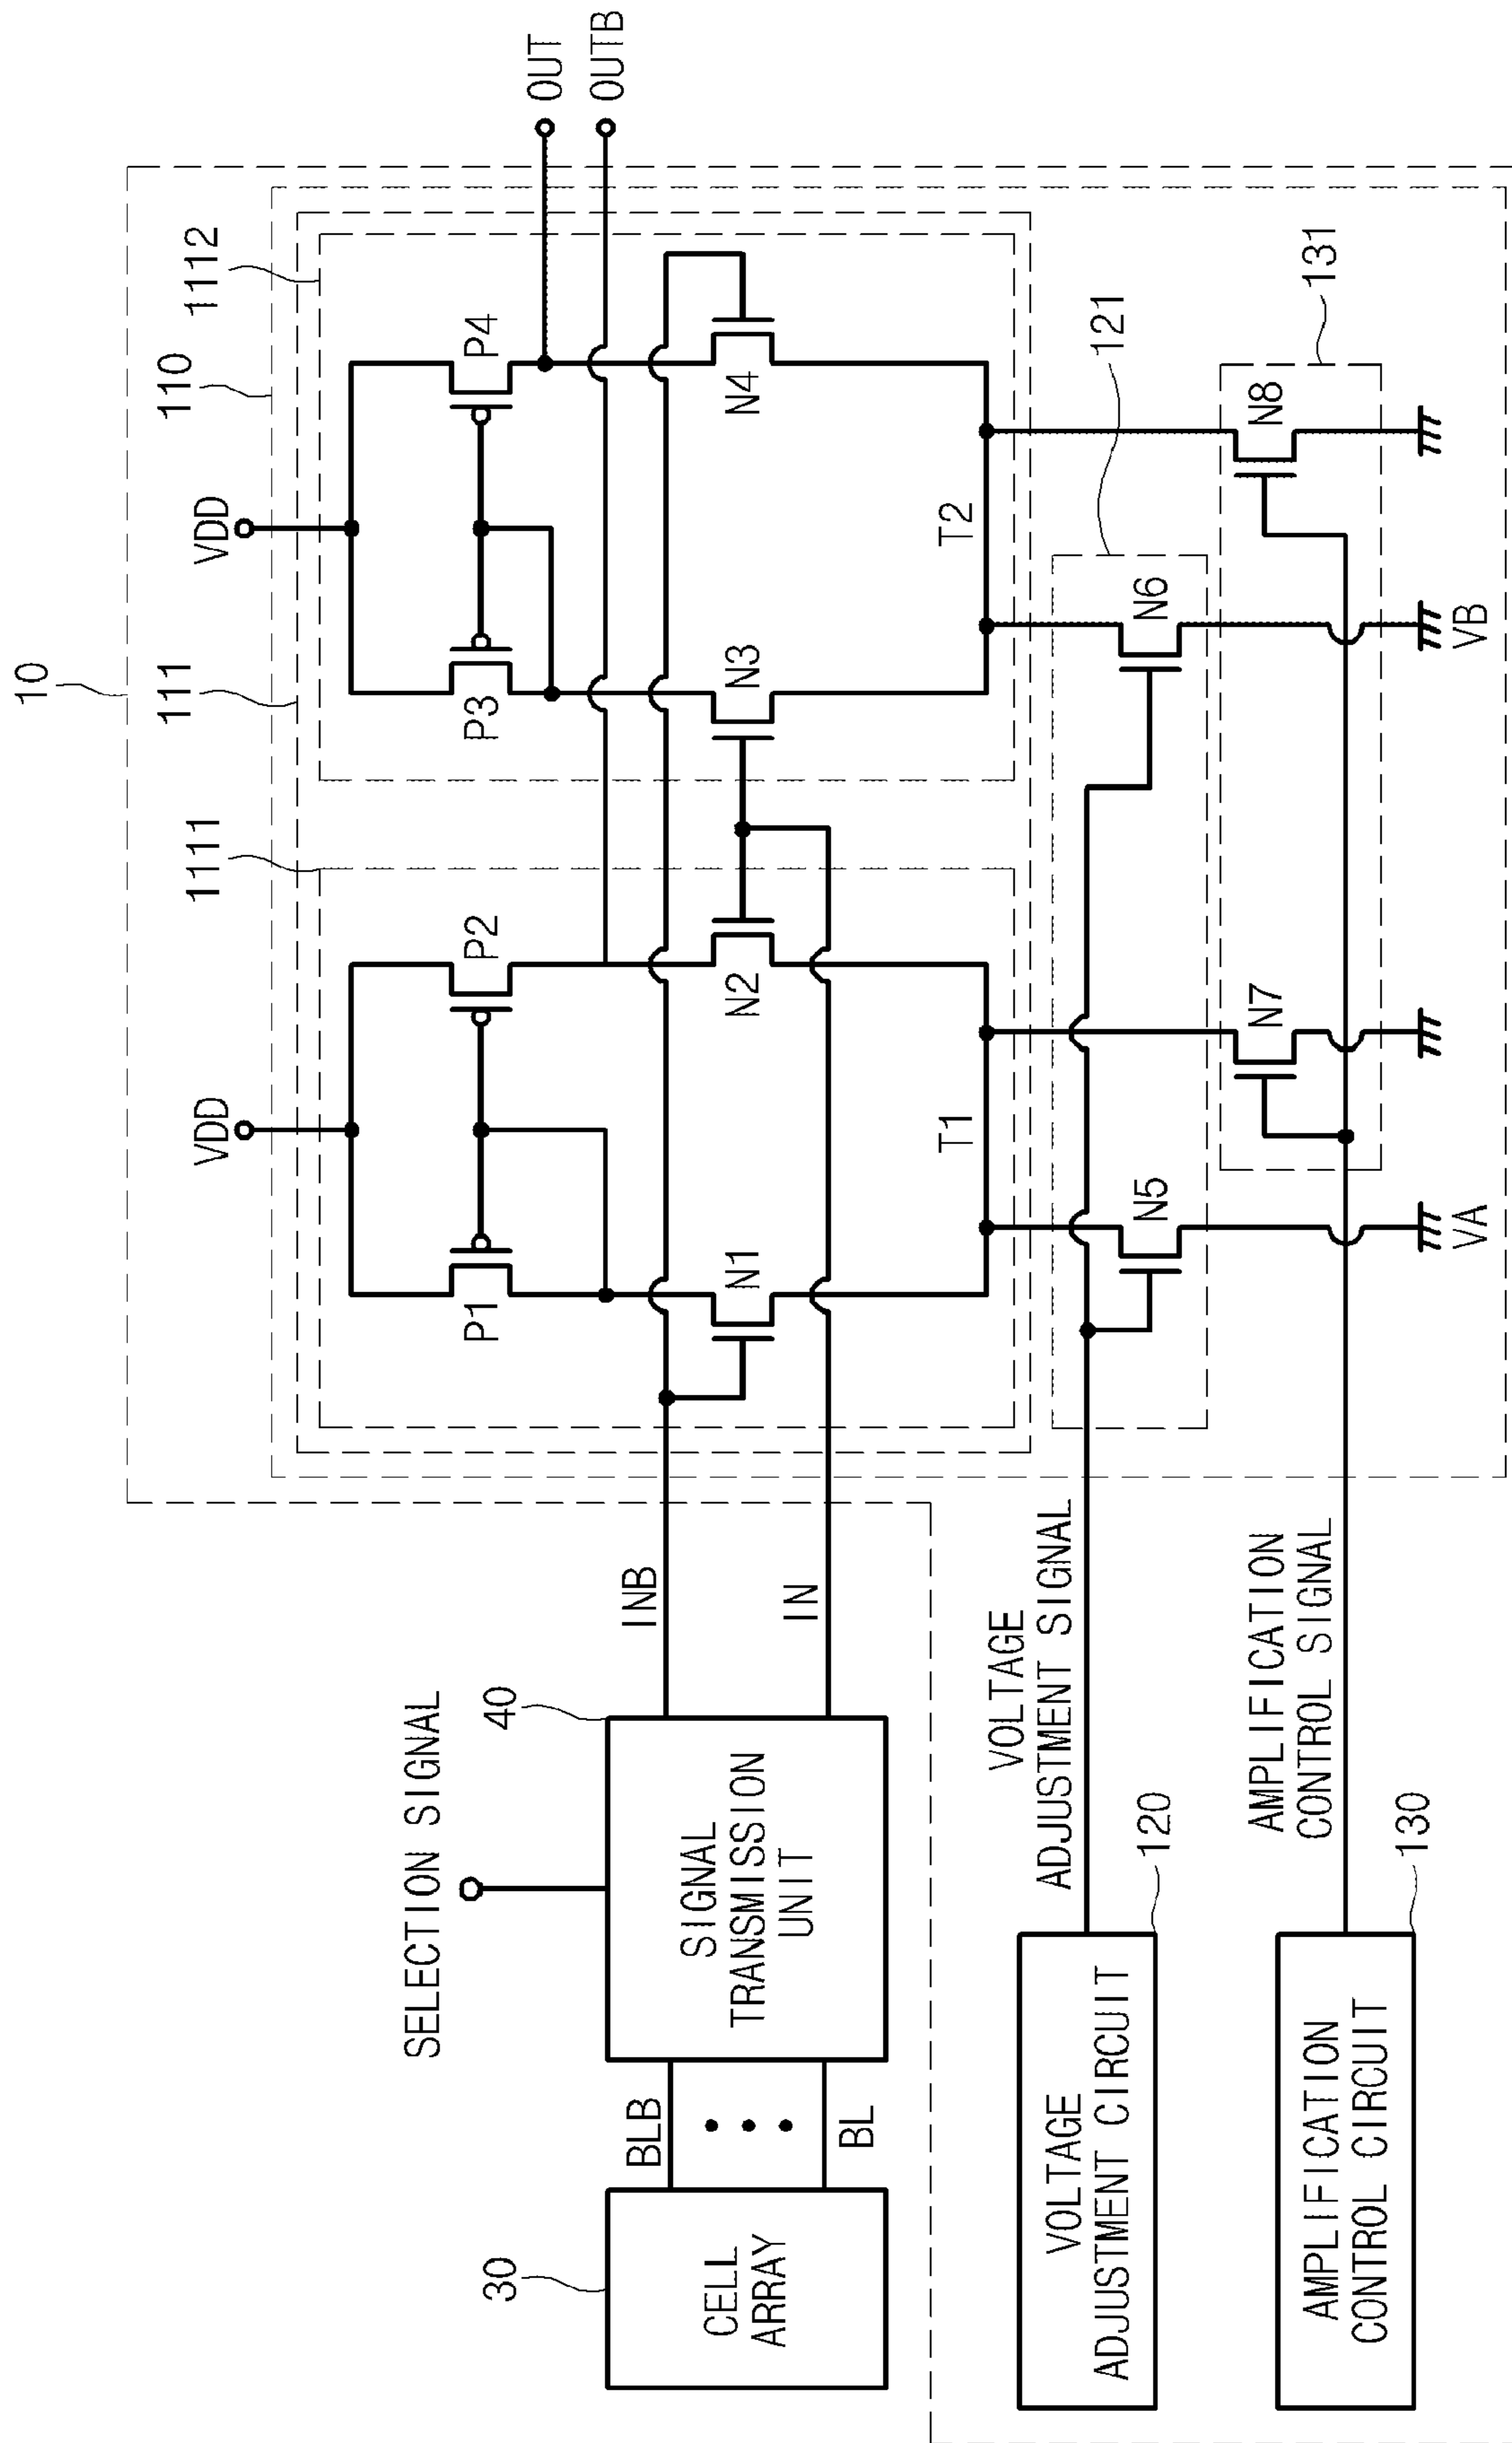 10
110
111
1111
1112
VDD
VDD
P1
P2
P3
P4
OUT
OUTB
SELECTION SIGNAL
30
CELL
ARRAY
BLB
BL
40
SIGNAL
TRANSMISSION
UNIT
INB
IN
N1
N2
N3
N4
T1
T2
VOLTAGE
ADJUSTMENT CIRCUIT
120
VOLTAGE
ADJUSTMENT SIGNAL
N5
N6
121
AMPLIFICATION
CONTROL CIRCUIT
130
AMPLIFICATION
CONTROL SIGNAL
N7
N8
131
VA
VB